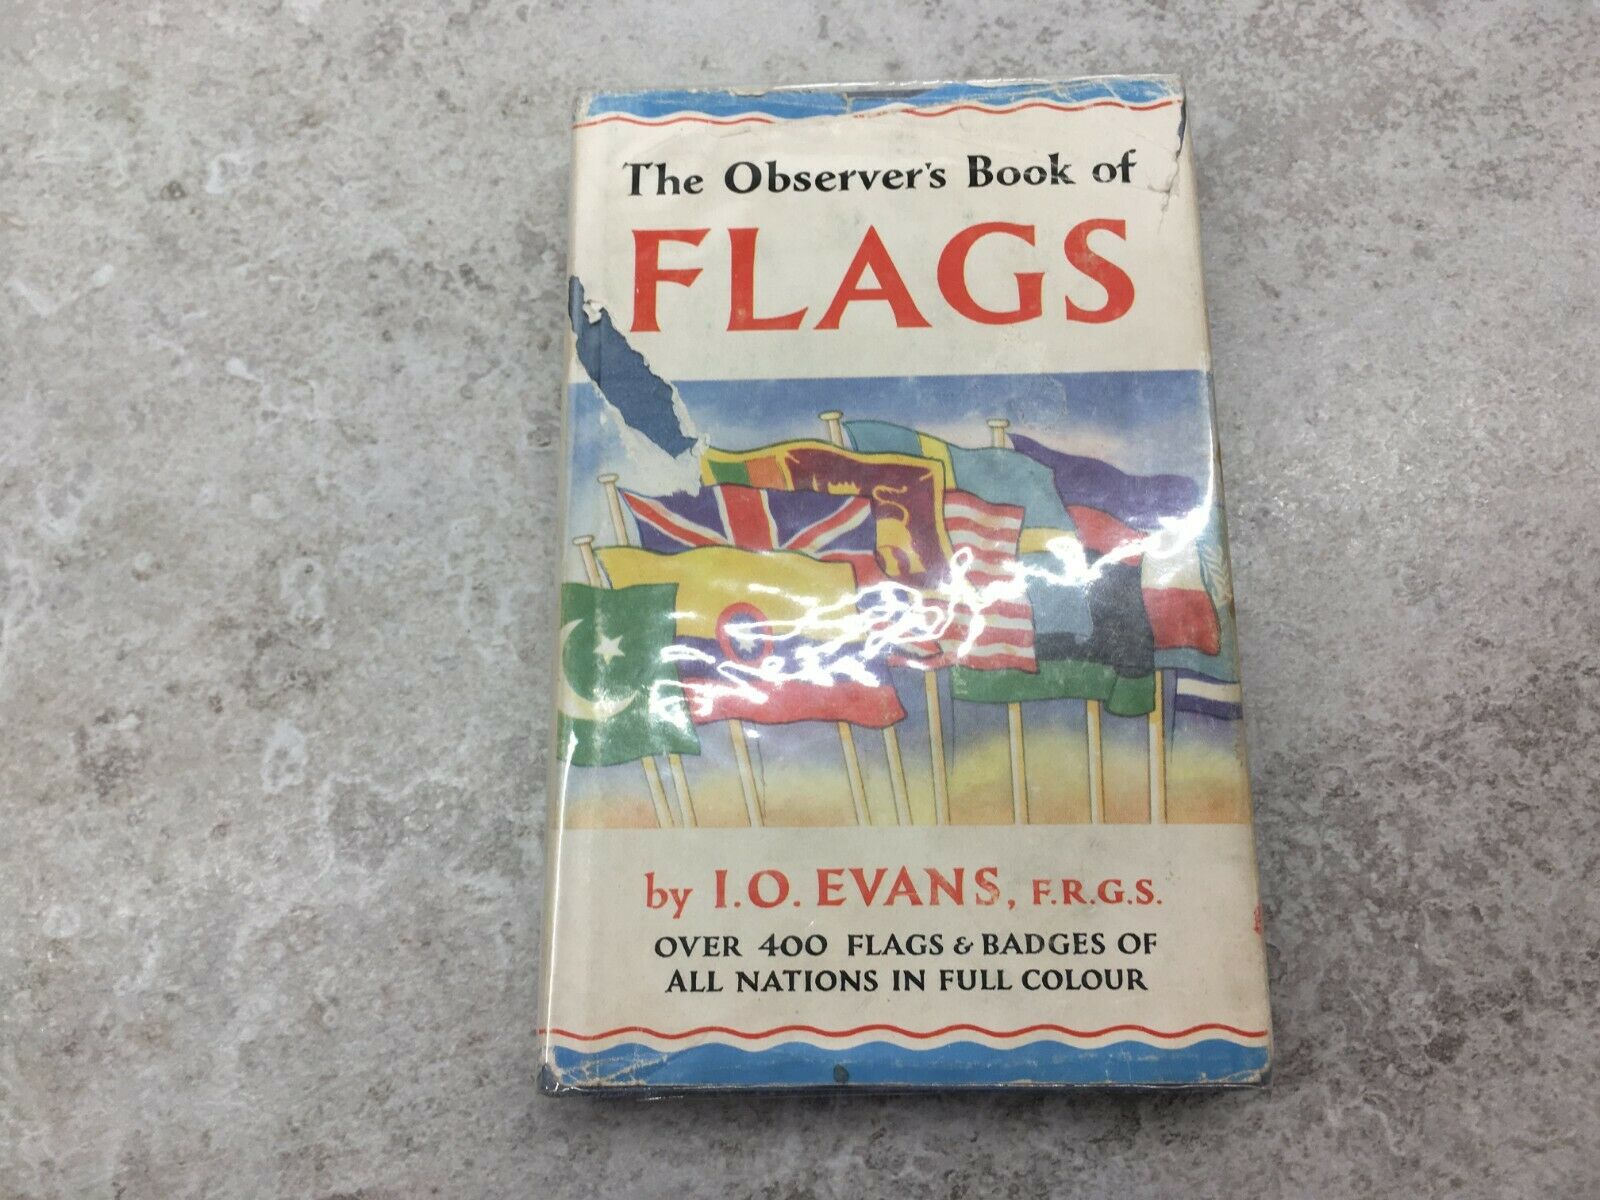 The Observer's Book of
FLAGS
by I.O. EVANS, F.R.G.S.
OVER 400 FLAGS & BADGES OF
ALL NATIONS IN FULL COLOUR